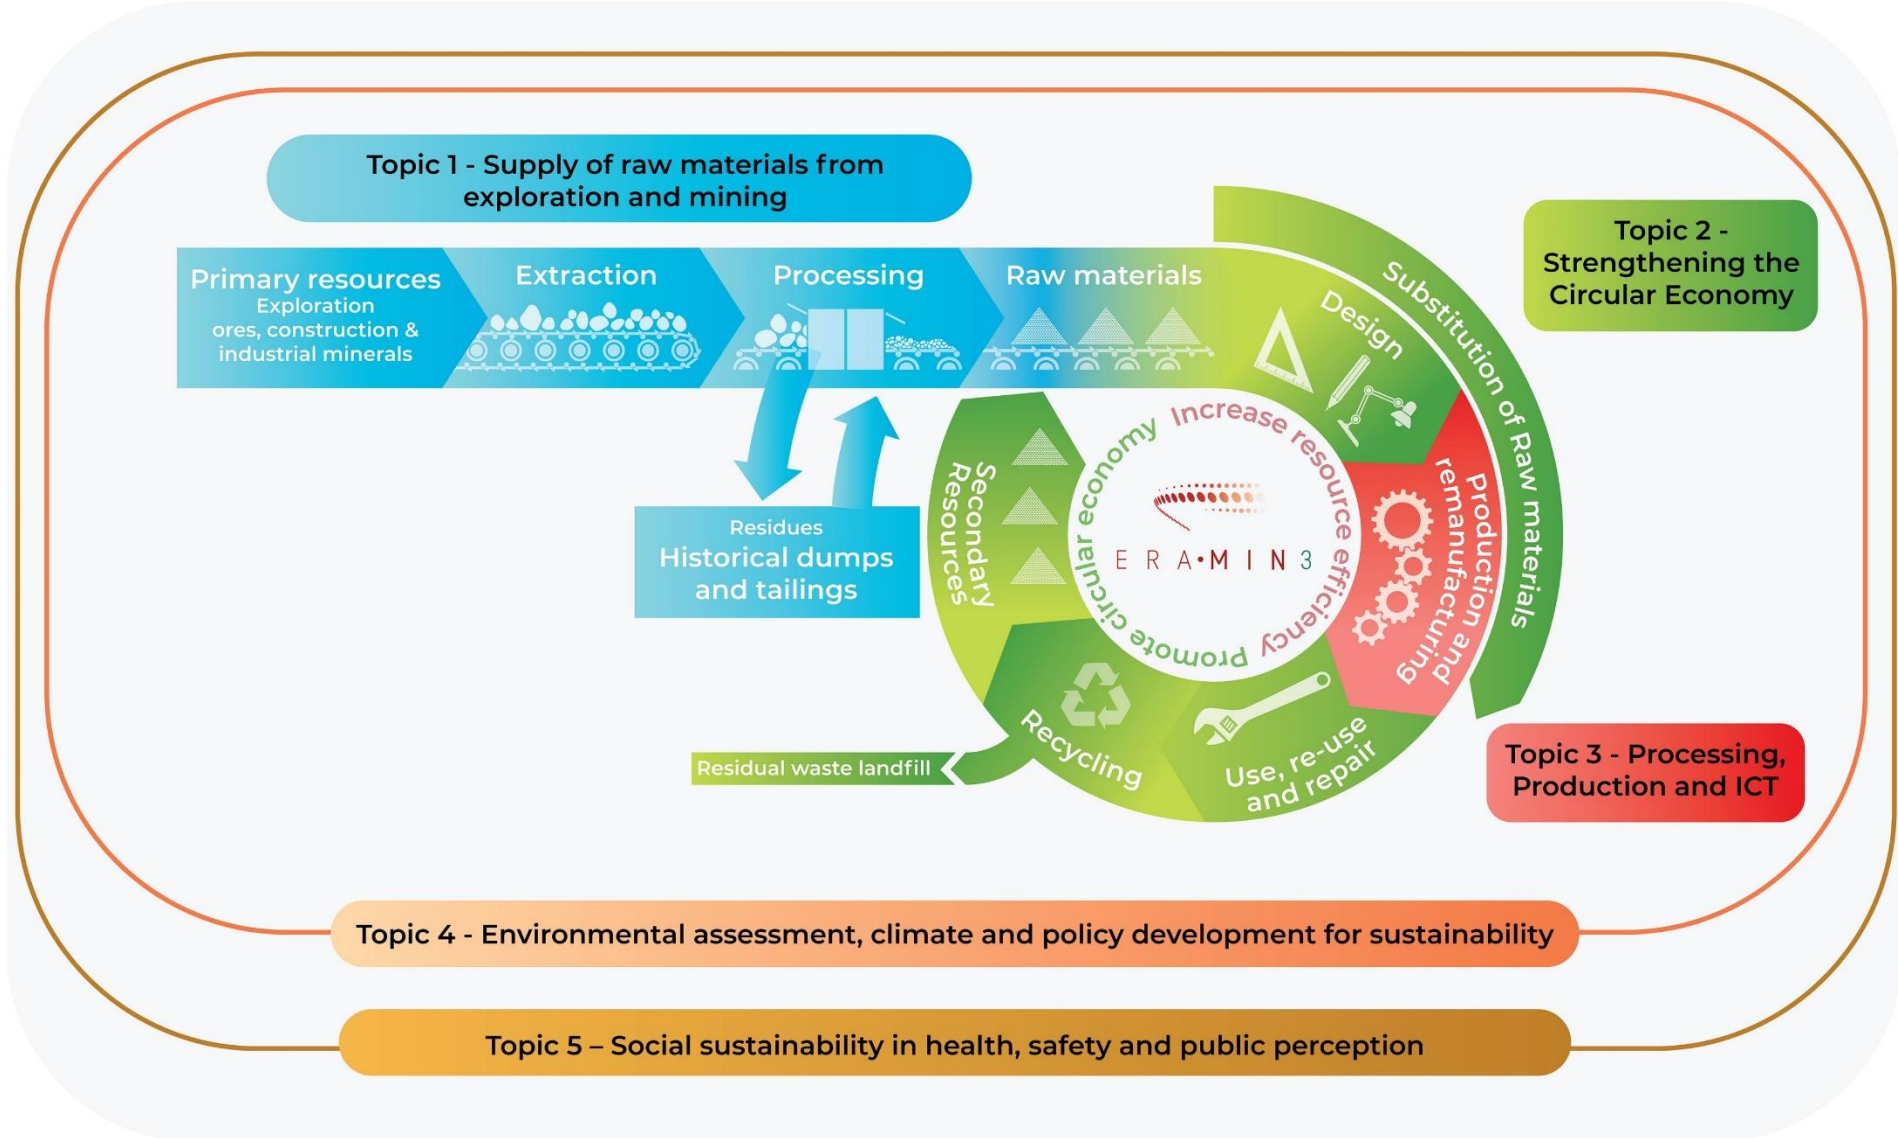 Topic 1 - Supply of raw materials from
exploration and mining
Primary resources
Exploration
ores, construction &
industrial minerals
Extraction
Processing
Raw materials
Topic 2 -
Strengthening the
Circular Economy
Design
Substitution of Raw materials
Production and
remanufacturing
Use, re-use
and repair
Recycling
Residual waste landfill
Secondary
Resources
Residues
Historical dumps
and tailings
Increase resource efficiency
Promote circular economy
ERA•MIN 3
Topic 3 - Processing,
Production and ICT
Topic 4 - Environmental assessment, climate and policy development for sustainability
Topic 5 – Social sustainability in health, safety and public perception